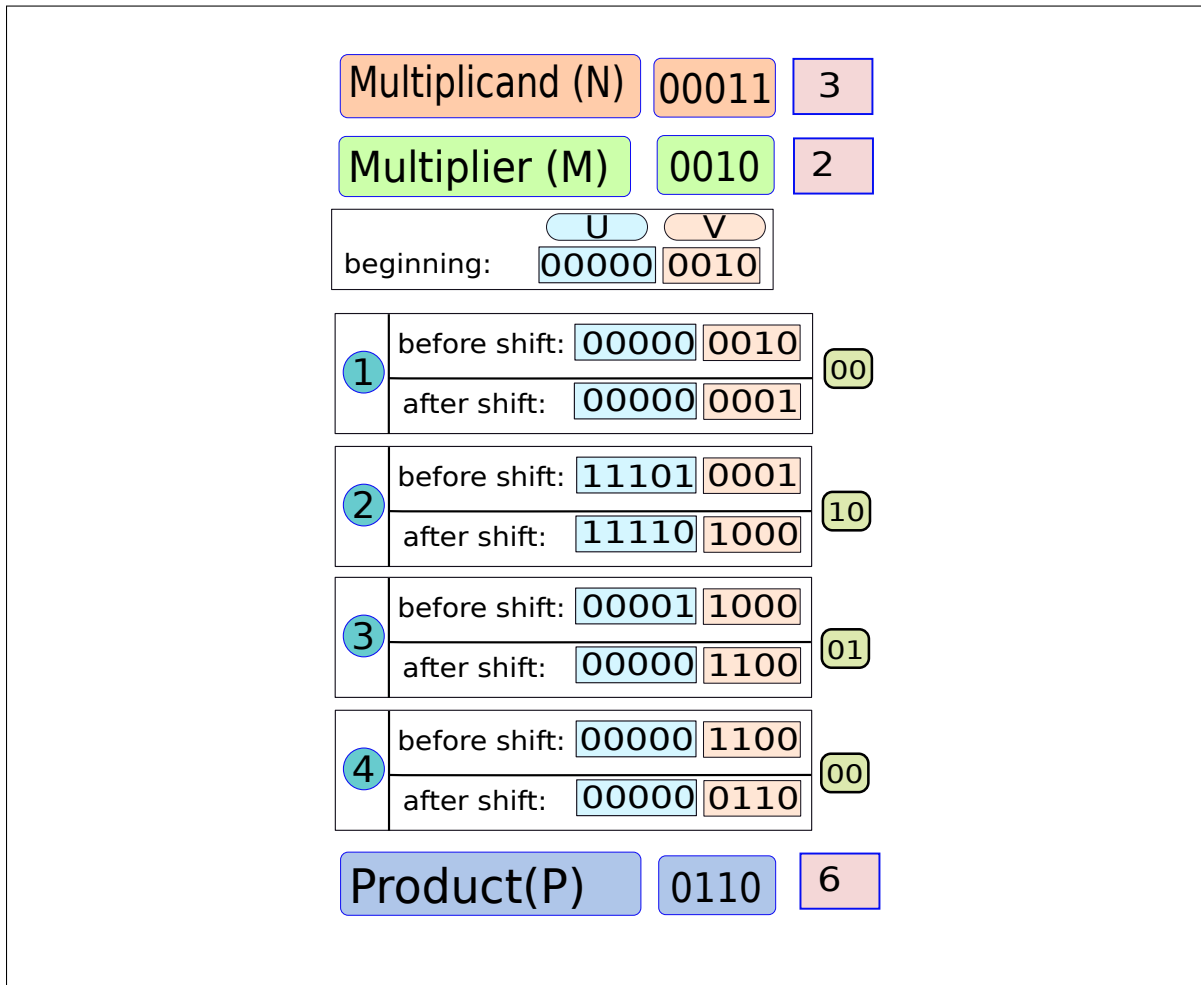 Multiplicand (N) 00011 3
Multiplier (M) 0010 2
U V
beginning: 00000 0010
1 before shift: 00000 0010 00
after shift: 00000 0001
2 before shift: 11101 0001 10
after shift: 11110 1000
3 before shift: 00001 1000 01
after shift: 00000 1100
4 before shift: 00000 1100 00
after shift: 00000 0110
Product(P) 0110 6